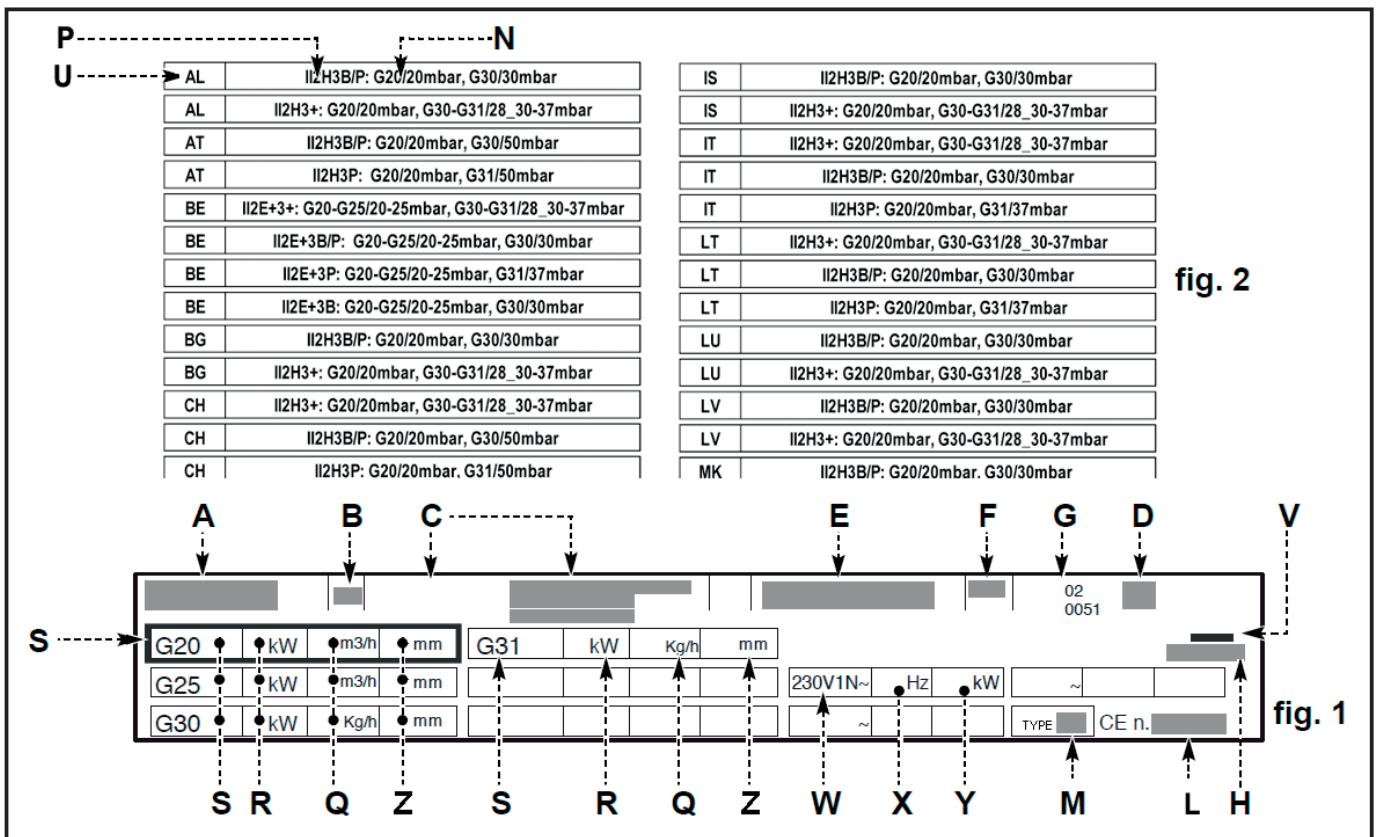 P N
U
AL II2H3B/P: G20/20mbar, G30/30mbar
AL II2H3+: G20/20mbar, G30-G31/28_30-37mbar
AT II2H3B/P: G20/20mbar, G30/50mbar
AT II2H3P: G20/20mbar, G31/50mbar
BE II2E+3+: G20-G25/20-25mbar, G30-G31/28_30-37mbar
BE II2E+3B/P: G20-G25/20-25mbar, G30/30mbar
BE II2E+3P: G20-G25/20-25mbar, G31/37mbar
BE II2E+3B: G20-G25/20-25mbar, G30/30mbar
BG II2H3B/P: G20/20mbar, G30/30mbar
BG II2H3+: G20/20mbar, G30-G31/28_30-37mbar
CH II2H3+: G20/20mbar, G30-G31/28_30-37mbar
CH II2H3B/P: G20/20mbar, G30/50mbar
CH II2H3P: G20/20mbar, G31/50mbar
IS II2H3B/P: G20/20mbar, G30/30mbar
IS II2H3+: G20/20mbar, G30-G31/28_30-37mbar
IT II2H3+: G20/20mbar, G30-G31/28_30-37mbar
IT II2H3B/P: G20/20mbar, G30/30mbar
IT II2H3P: G20/20mbar, G31/37mbar
LT II2H3+: G20/20mbar, G30-G31/28_30-37mbar
LT II2H3B/P: G20/20mbar, G30/30mbar
LT II2H3P: G20/20mbar, G31/37mbar
LU II2H3B/P: G20/20mbar, G30/30mbar
LU II2H3+: G20/20mbar, G30-G31/28_30-37mbar
LV II2H3B/P: G20/20mbar, G30/30mbar
LV II2H3+: G20/20mbar, G30-G31/28_30-37mbar
MK II2H3B/P: G20/20mbar, G30/30mbar
fig. 2
A B C E F G D V
02
0051
S G20 kW m3/h mm G31 kW Kg/h mm
G25 kW m3/h mm 230V1N~ Hz kW ~
G30 kW Kg/h mm ~ TYPE CE n.
fig. 1
S R Q Z S R Q Z W X Y M L H